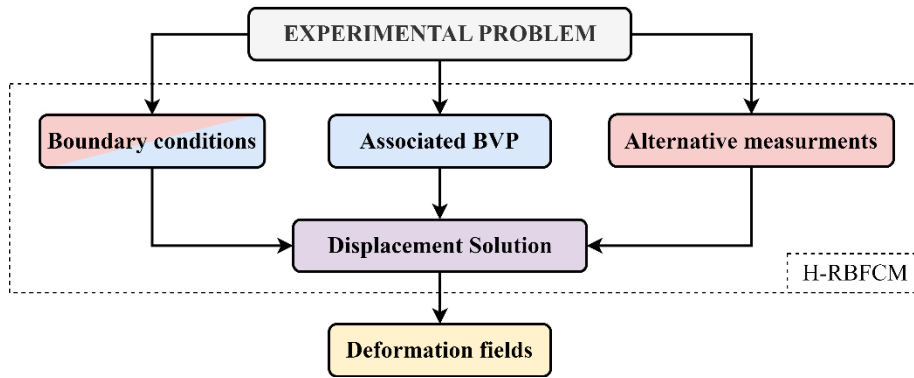 EXPERIMENTAL PROBLEM
Boundary conditions
Associated BVP
Alternative measurments
Displacement Solution
H-RBFCM
Deformation fields